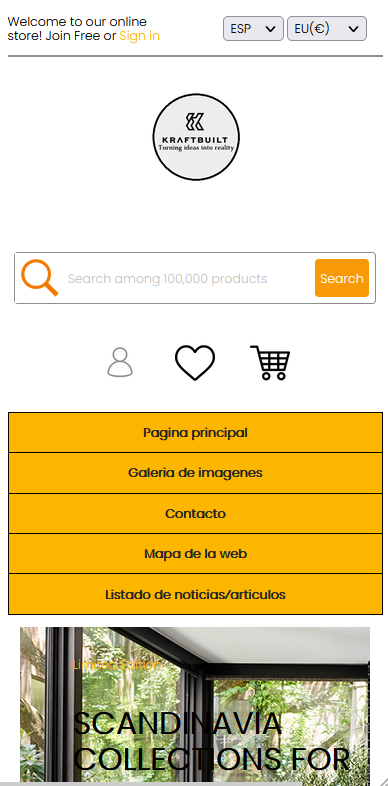 Welcome to our online
store! Join Free or Sign in
ESP
EU(€)
KRAFTBUILT
Turning ideas into reality
Search among 100,000 products
Search
Pagina principal
Galeria de imagenes
Contacto
Mapa de la web
Listado de noticias/articulos
Limited Edition
SCANDINAVIA
COLLECTIONS FOR